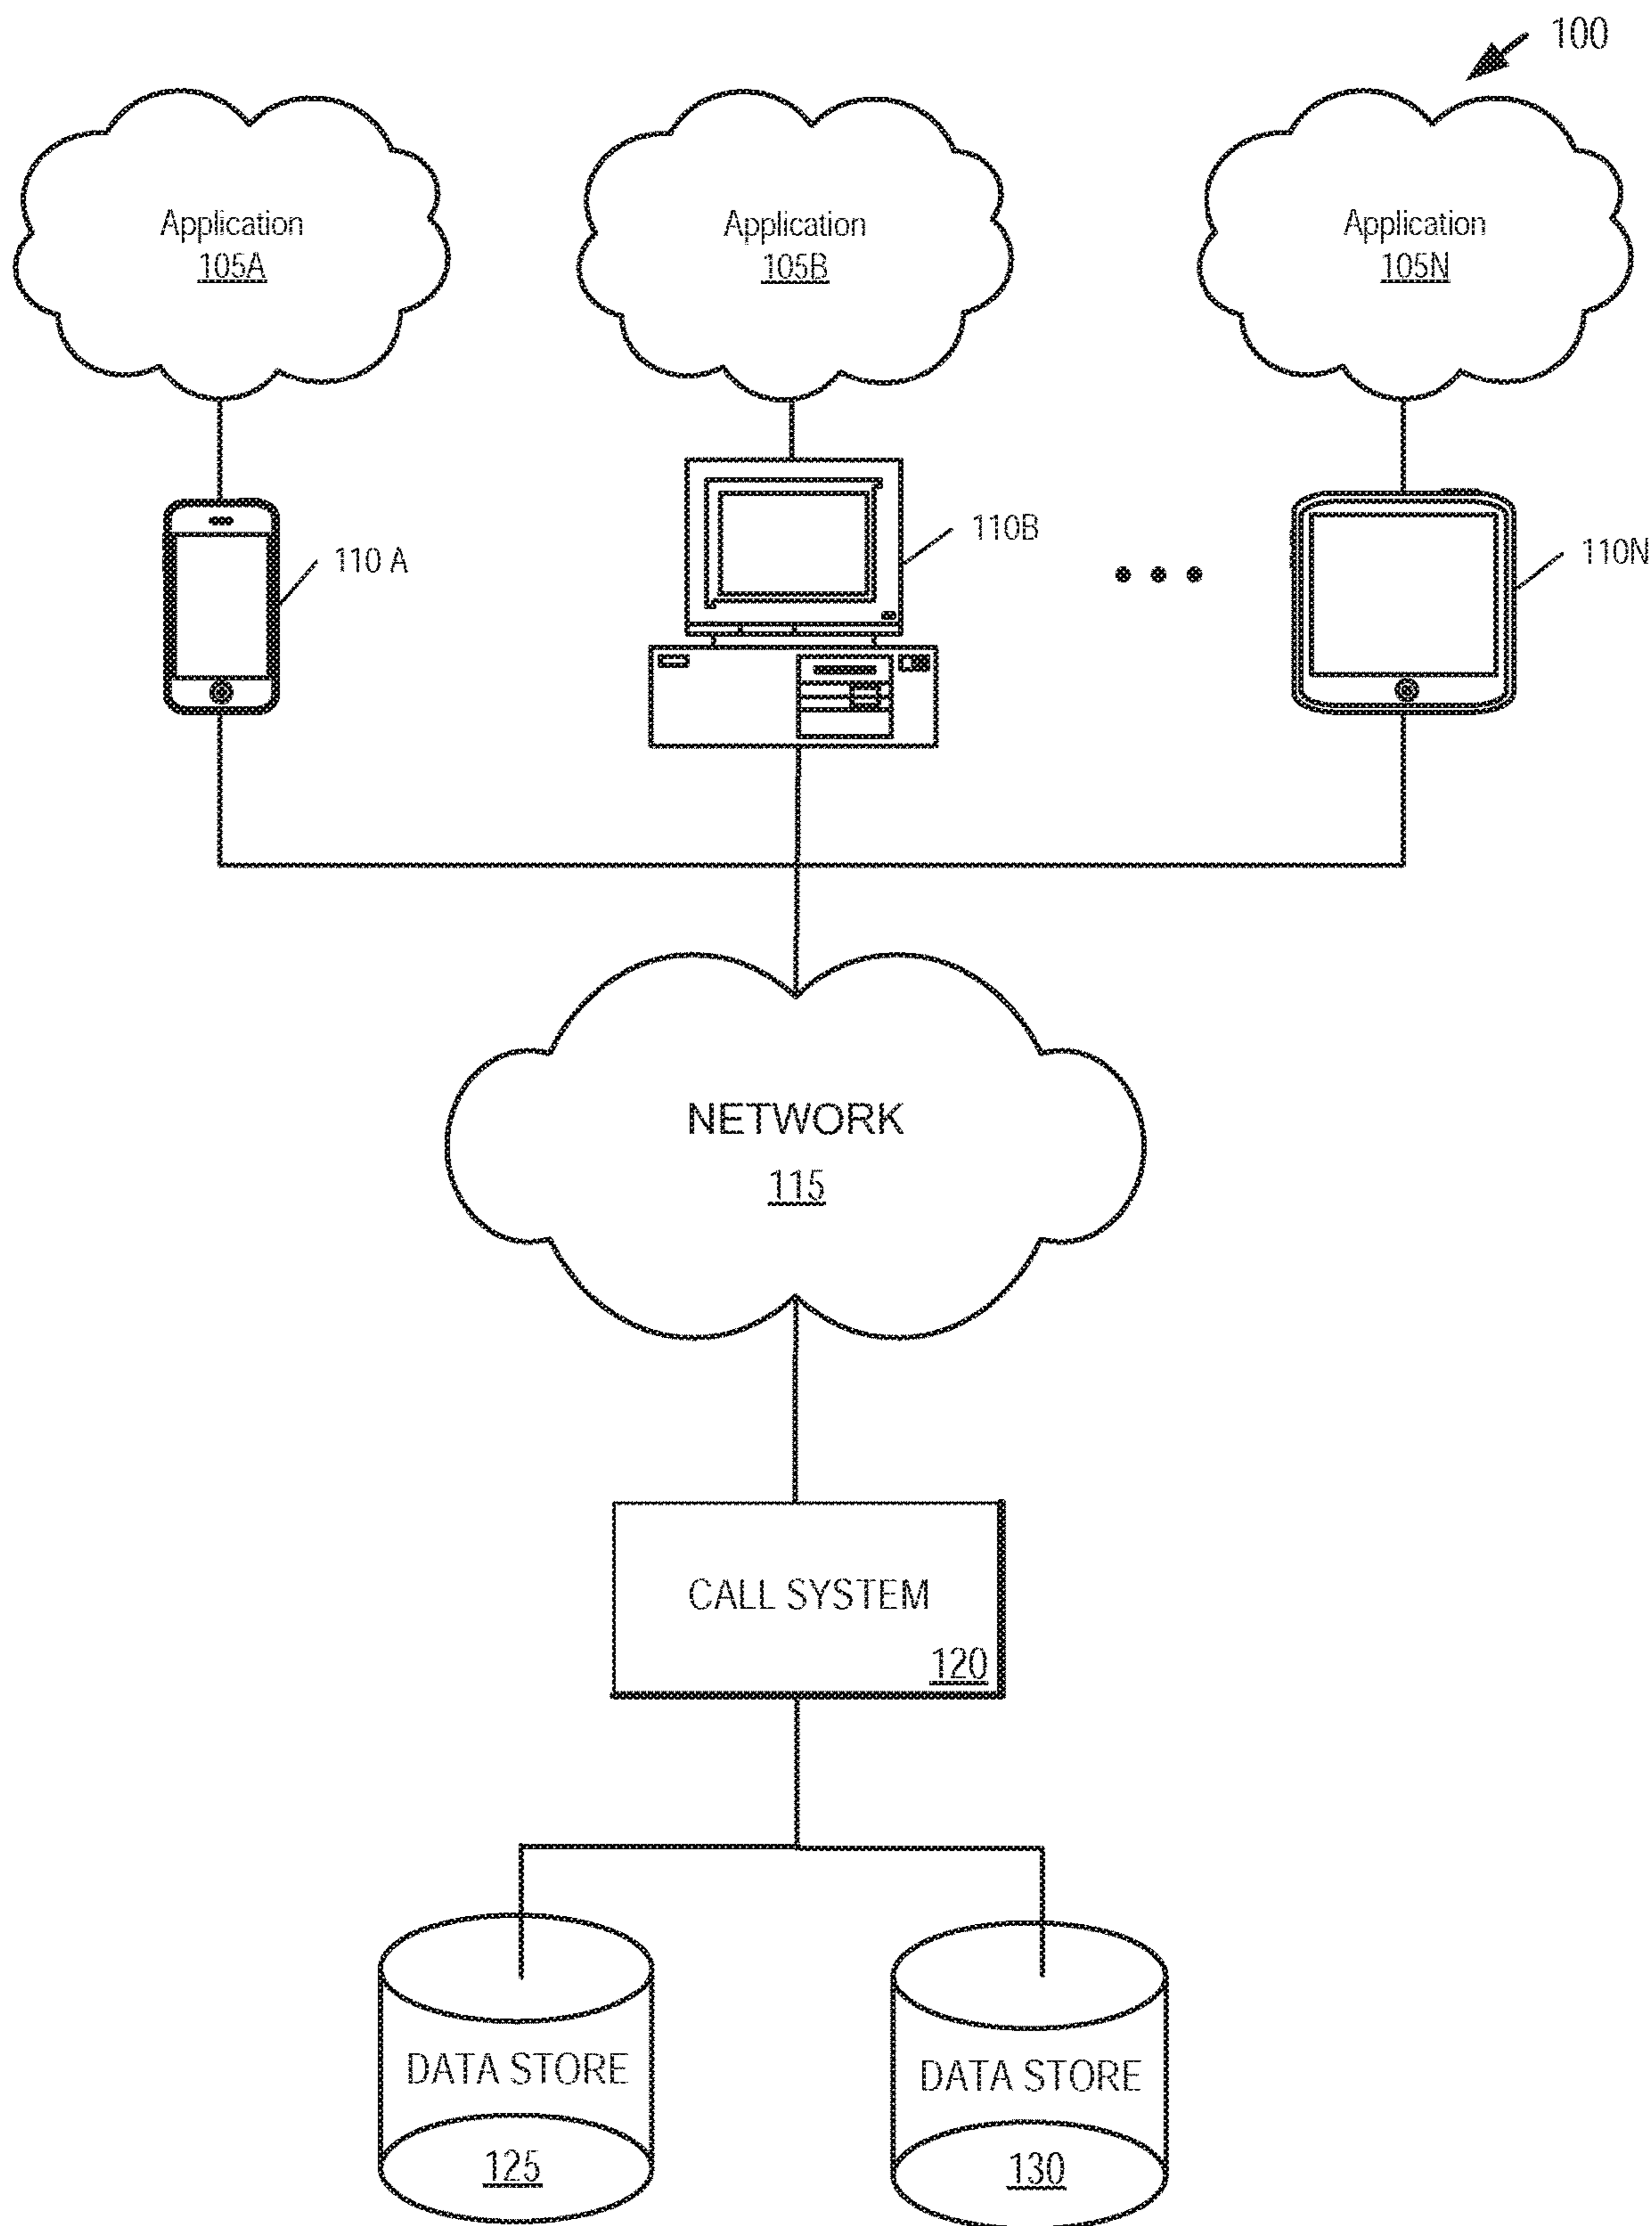 100
Application
105A
Application
105B
Application
105N
110 A
110B
110N
NETWORK
115
CALL SYSTEM
120
DATA STORE
125
DATA STORE
130